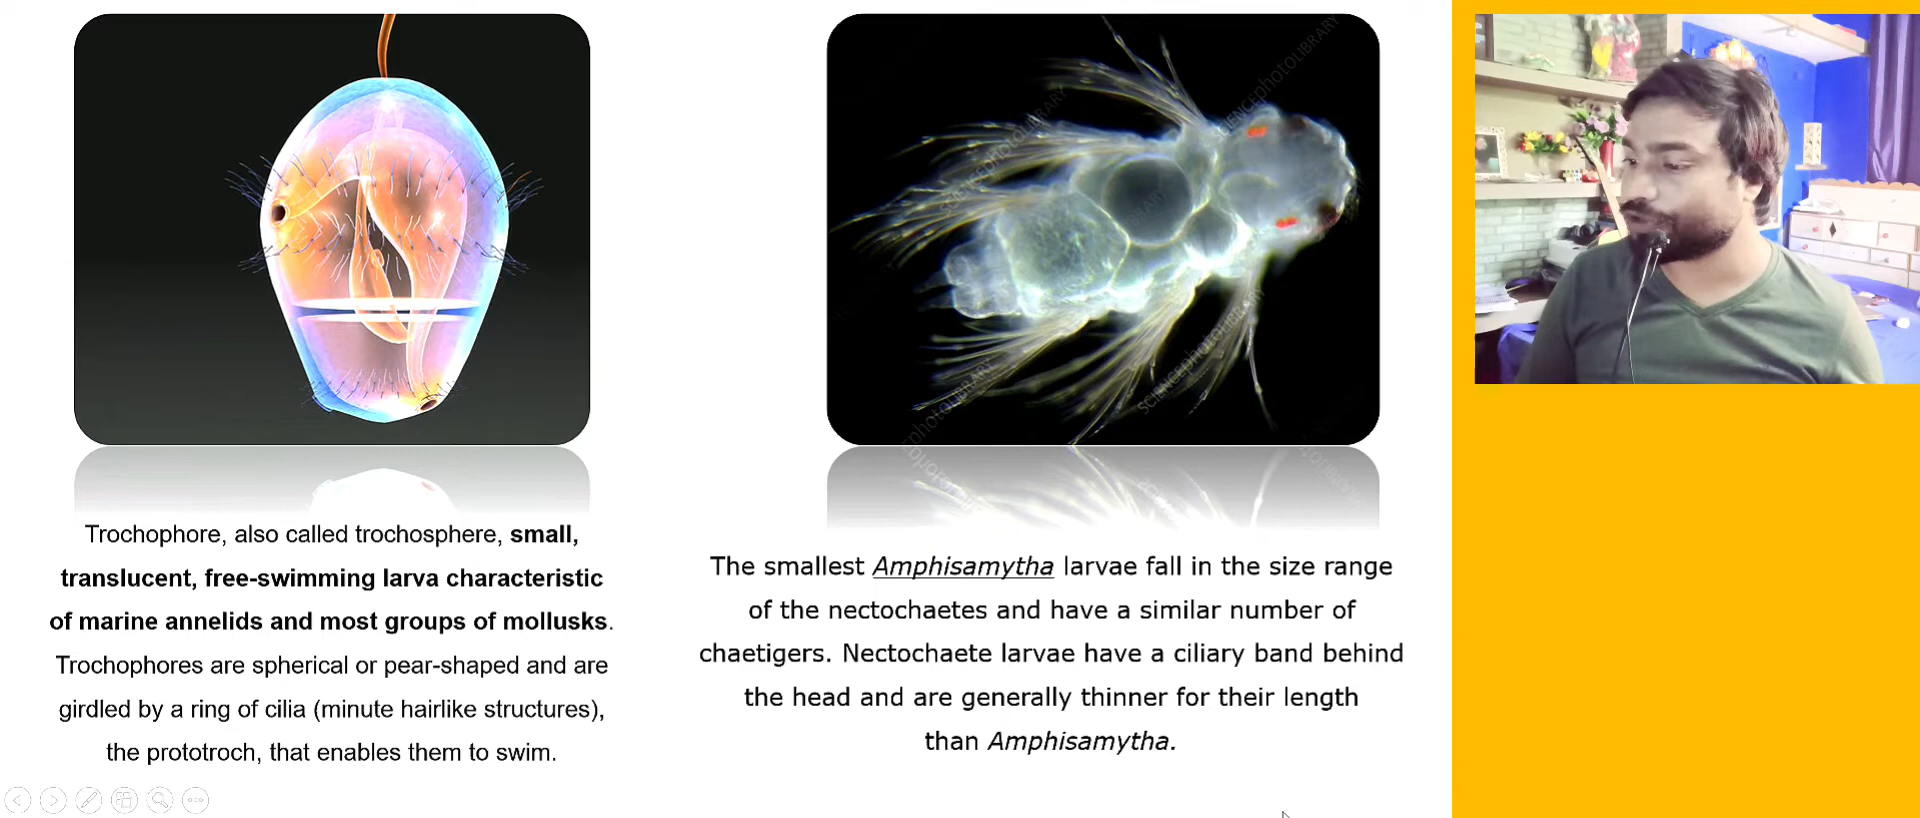 SCIENCEphotoLIBRARY
Trochophore, also called trochosphere, small,
translucent, free-swimming larva characteristic
of marine annelids and most groups of mollusks.
Trochophores are spherical or pear-shaped and are
girdled by a ring of cilia (minute hairlike structures),
the prototroch, that enables them to swim.
The smallest Amphisamytha larvae fall in the size range
of the nectochaetes and have a similar number of
chaetigers. Nectochaete larvae have a ciliary band behind
the head and are generally thinner for their length
than Amphisamytha.